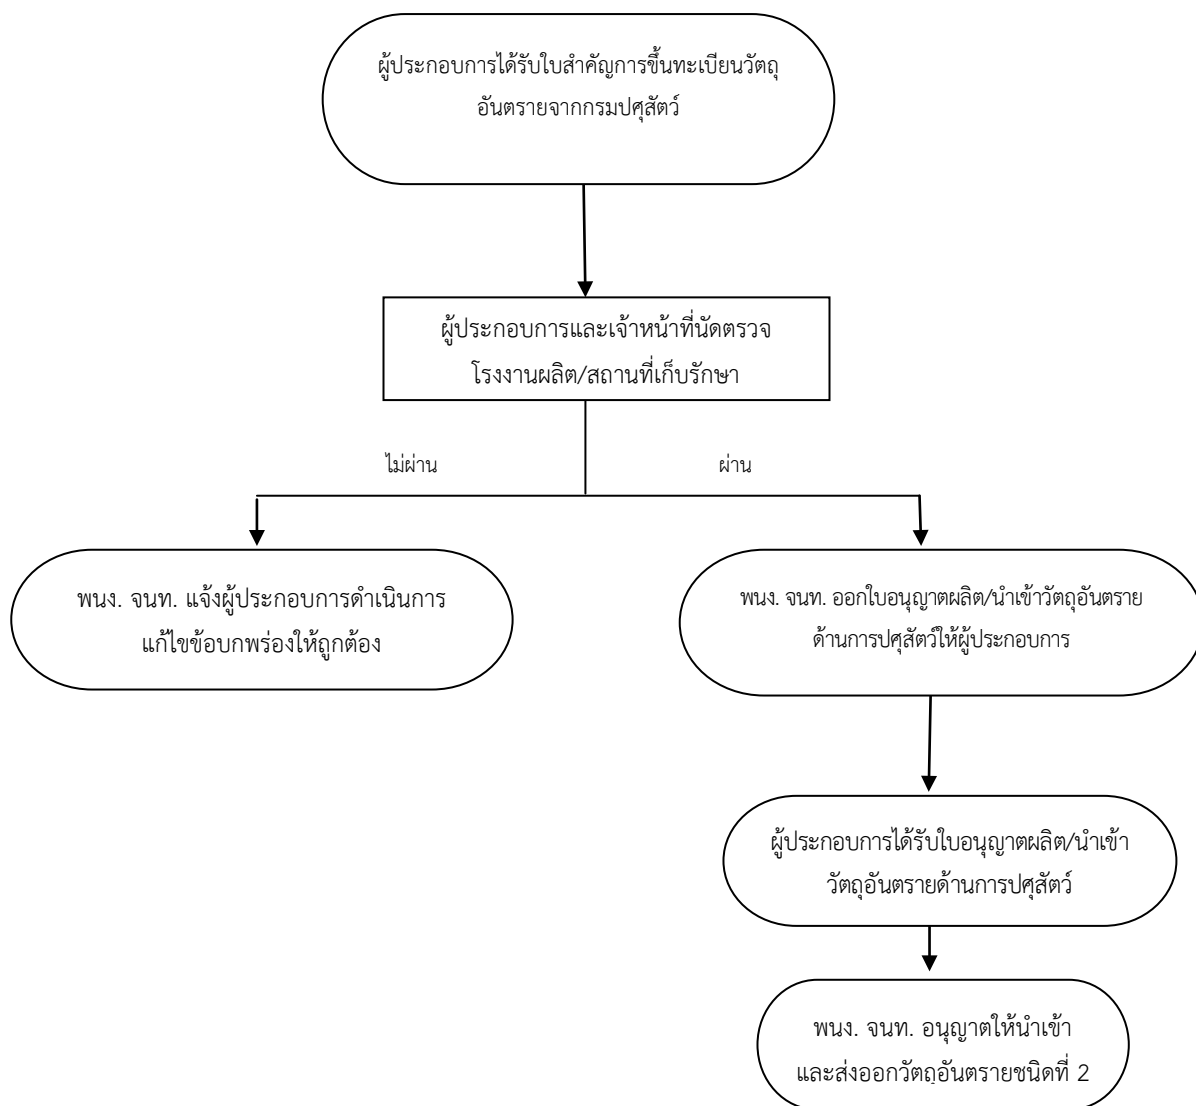 ผู้ประกอบการได้รับใบสำคัญการขึ้นทะเบียนวัตถุ
อันตรายจากกรมปศุสัตว์
ผู้ประกอบการและเจ้าหน้าที่นัดตรวจ
โรงงานผลิต/สถานที่เก็บรักษา
ไม่ผ่าน
ผ่าน
พนง. จนท. แจ้งผู้ประกอบการดำเนินการ
แก้ไขข้อบกพร่องให้ถูกต้อง
พนง. จนท. ออกใบอนุญาตผลิต/นำเข้าวัตถุอันตราย
ด้านการปศุสัตว์ให้ผู้ประกอบการ
ผู้ประกอบการได้รับใบอนุญาตผลิต/นำเข้า
วัตถุอันตรายด้านการปศุสัตว์
พนง. จนท. อนุญาตให้นำเข้า
และส่งออกวัตถุอันตรายชนิดที่ 2